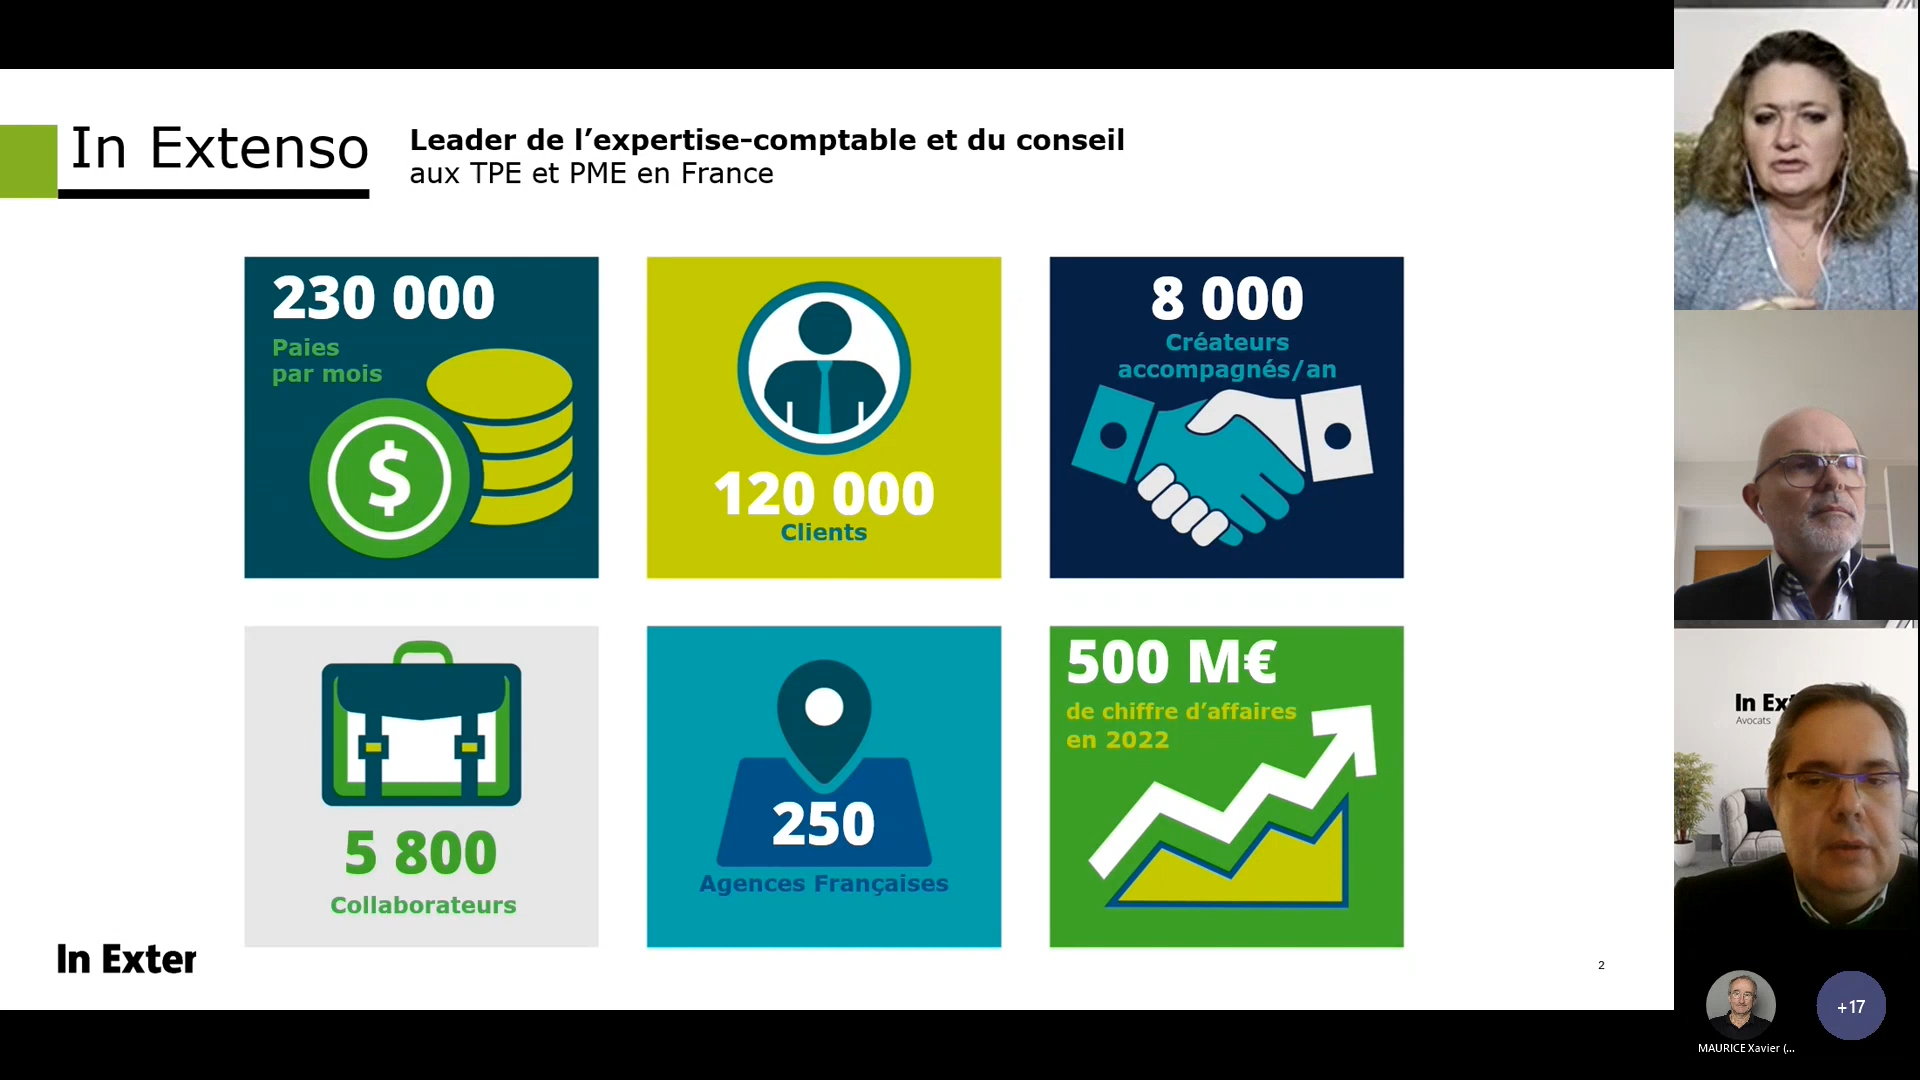 In Extenso
Leader de l’expertise-comptable et du conseil
aux TPE et PME en France
230 000
Paies
par mois
$
120 000
Clients
8 000
Créateurs
accompagnés/an
5 800
Collaborateurs
250
Agences Françaises
500 M€
de chiffre d’affaires
en 2022
In Exter
2
In Ex
Avocats
+17
MAURICE Xavier (...